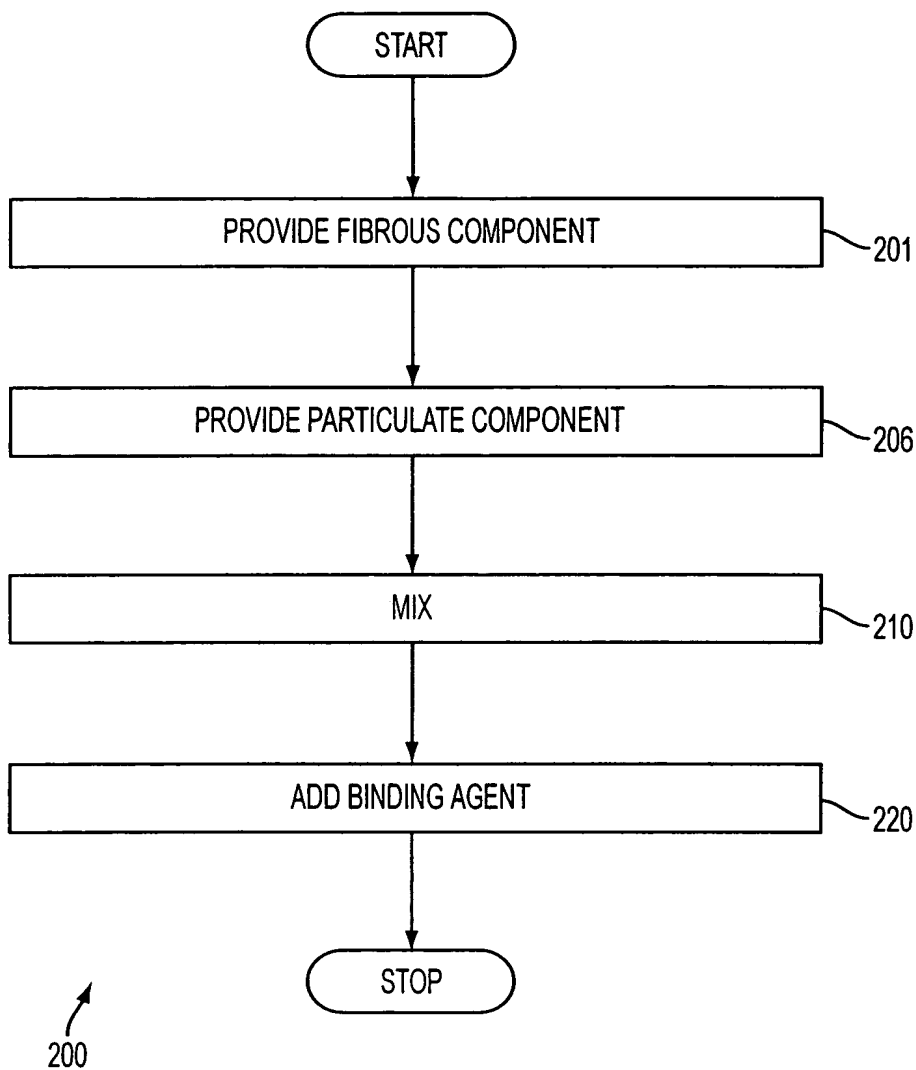 START
PROVIDE FIBROUS COMPONENT
201
PROVIDE PARTICULATE COMPONENT
206
MIX
210
ADD BINDING AGENT
220
STOP
200